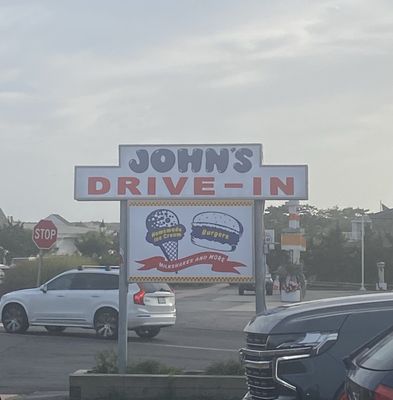 JOHN'S
DRIVE-IN
Homemade
Ice Cream
Burgers
MILKSHAKES AND MORE
STOP